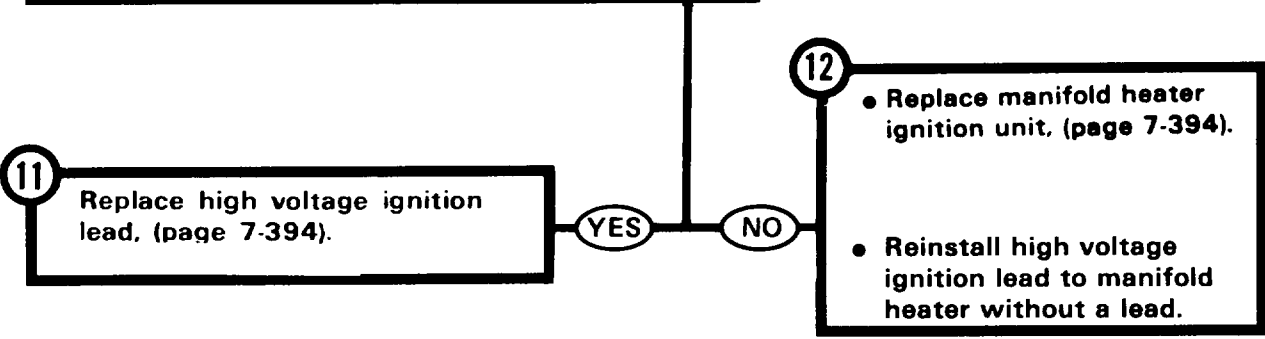 12
● Replace manifold heater
ignition unit, (page 7-394).
11
Replace high voltage ignition
lead, (page 7-394).
YES
NO
● Reinstall high voltage
ignition lead to manifold
heater without a lead.